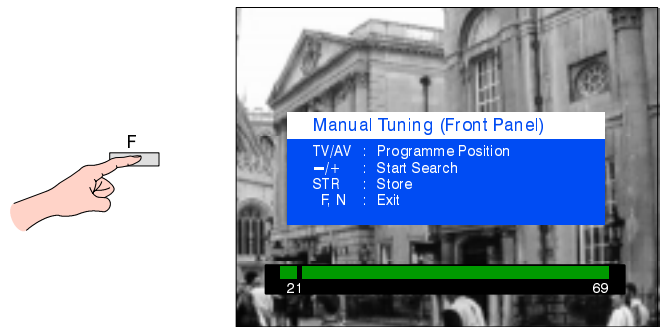 F
Manual Tuning (Front Panel)
TV/AV : Programme Position
−/+ : Start Search
STR : Store
F, N : Exit
21 69